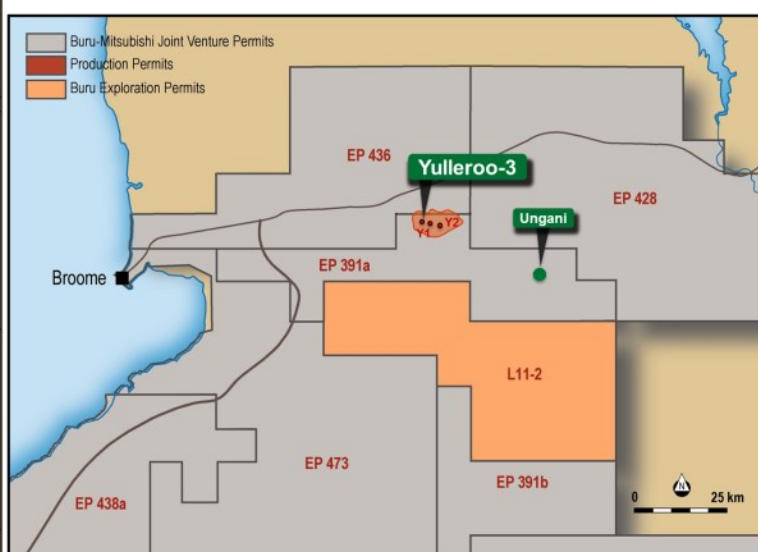 Buru-Mitsubishi Joint Venture Permits
Production Permits
Buru Exploration Permits
EP 436
Yulleroo-3
EP 428
Ungani
Y1 Y2
EP 391a
Broome
L11-2
EP 473
EP 391b
EP 438a
N
0 25 km